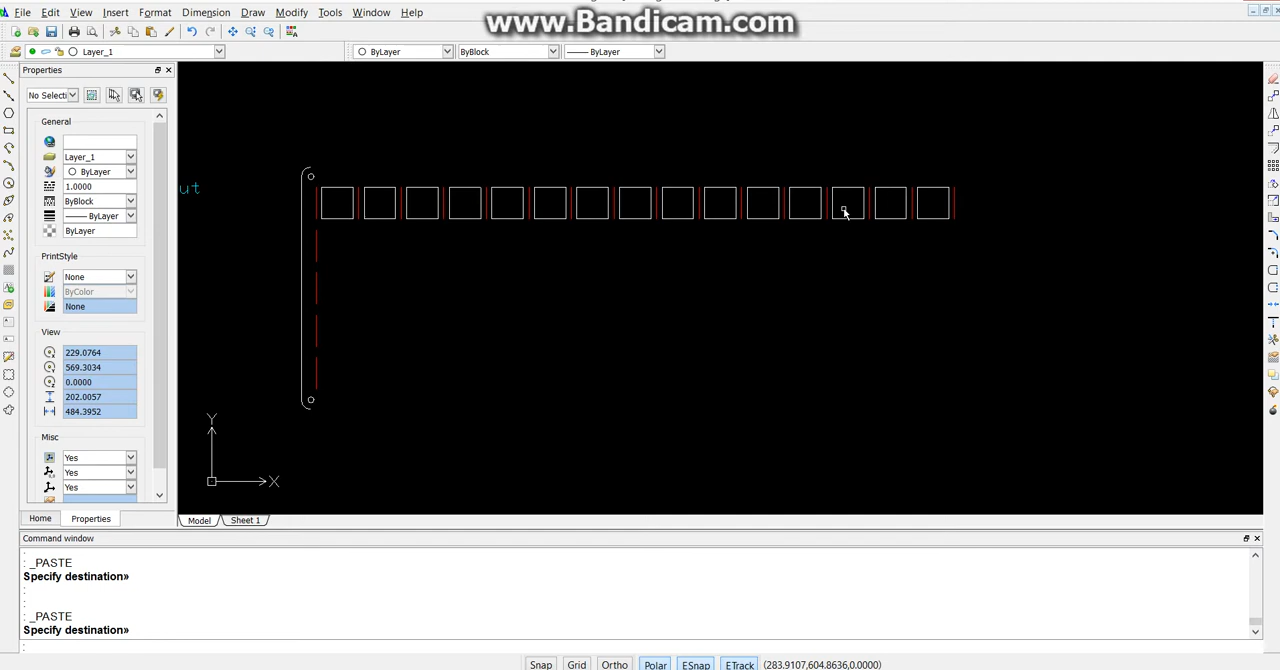 www.Bandicam.com
File Edit View Insert Format Dimension Draw Modify Tools Window Help
Layer_1 ByLayer ByBlock ByLayer
Properties
No Selecti
General
Layer_1
ByLayer
1.0000
ByBlock
ByLayer
ByLayer
PrintStyle
None
ByColor
None
View
229.0764
569.3034
0.0000
202.0057
484.3952
Misc
Yes
Yes
Yes
Home Properties
ut
Y
X
Model Sheet 1
Command window
:
: _PASTE
Specify destination»
:
:
: _PASTE
Specify destination»
:
Snap Grid Ortho Polar ESnap ETrack (283.9107,604.8636,0.0000)